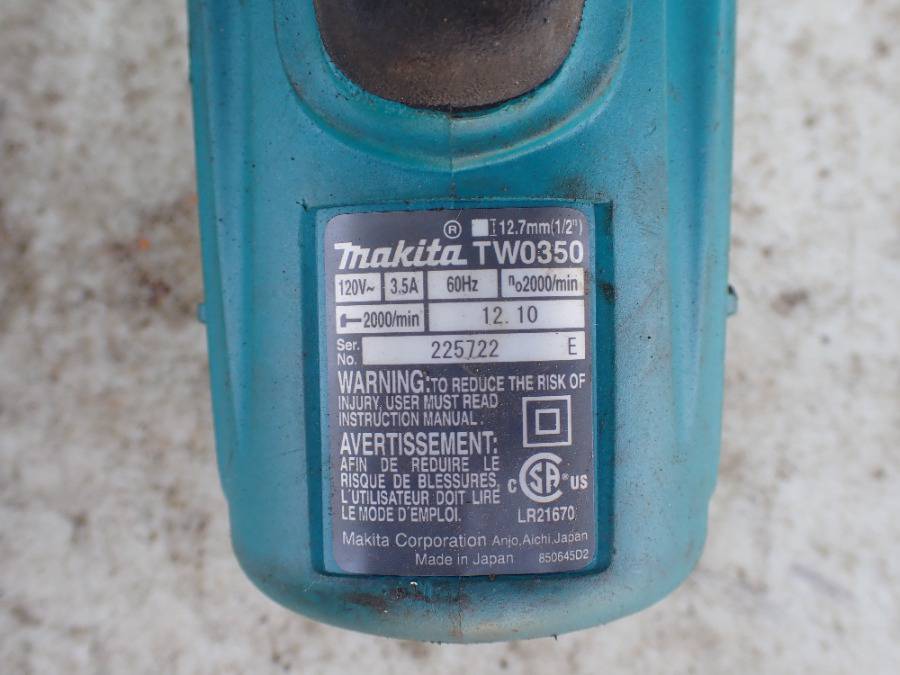 ® 12.7mm(1/2")
makita TW0350
120V~ 3.5A 60Hz no2000/min
2000/min 12.10
Ser. No. 225722 E
WARNING: TO REDUCE THE RISK OF
INJURY, USER MUST READ
INSTRUCTION MANUAL.
AVERTISSEMENT:
AFIN DE REDUIRE LE
RISQUE DE BLESSURES,
L'UTILISATEUR DOIT LIRE
LE MODE D'EMPLOI.
C SA ® US
LR21670
Makita Corporation Anjo, Aichi, Japan
Made in Japan 850645D2